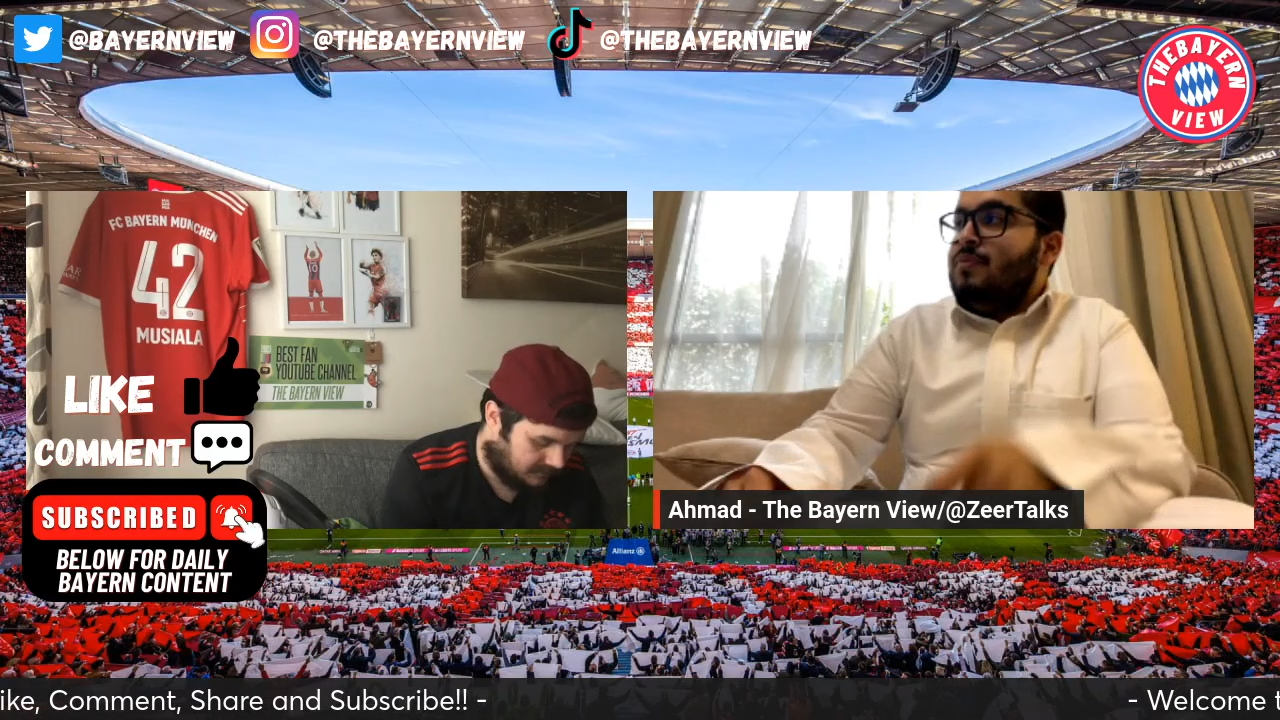 @BAYERNVIEW
@THEBAYERNVIEW
@THEBAYERNVIEW
THEBAYERN
VIEW
FC BAYERN MÜNCHEN
42
MUSIALA
10
BEST FAN
YOUTUBE CHANNEL
THE BAYERN VIEW
LIKE
COMMENT
SUBSCRIBED
BELOW FOR DAILY
BAYERN CONTENT
Ahmad - The Bayern View/@ZeerTalks
Allianz
ike, Comment, Share and Subscribe!! -
- Welcome t